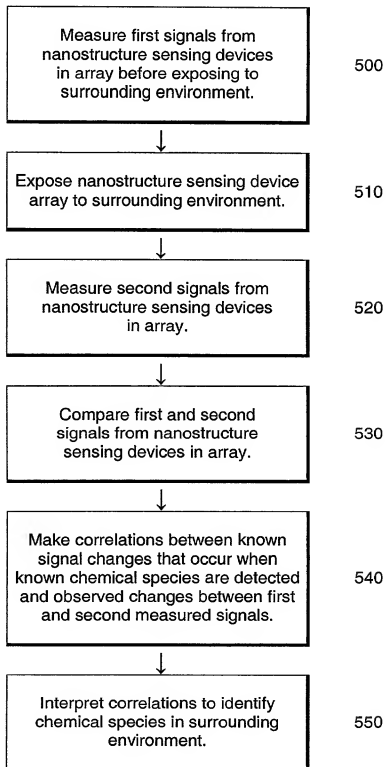 Measure first signals from
nanostructure sensing devices
in array before exposing to
surrounding environment.
500
Expose nanostructure sensing device
array to surrounding environment.
510
Measure second signals from
nanostructure sensing devices
in array.
520
Compare first and second
signals from nanostructure
sensing devices in array.
530
Make correlations between known
signal changes that occur when
known chemical species are detected
and observed changes between first
and second measured signals.
540
Interpret correlations to identify
chemical species in surrounding
environment.
550